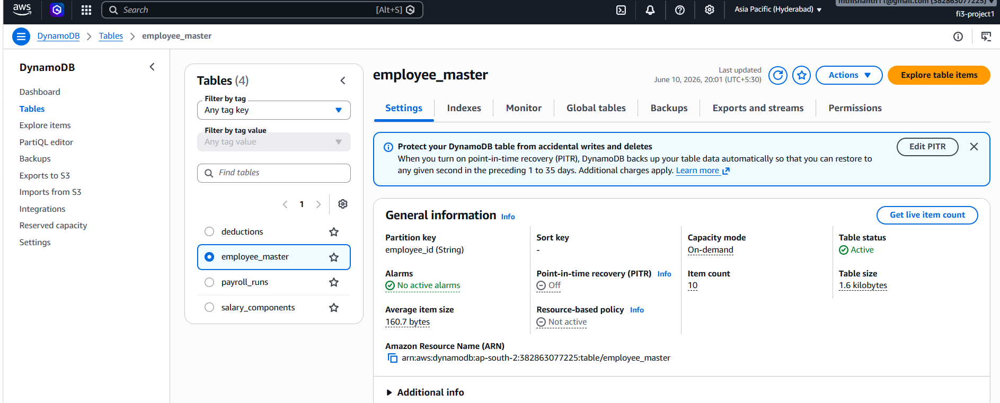 aws
Search
[Alt+S]
Asia Pacific (Hyderabad)
mthishanth11@gmail.com (382863077225)
fi3-project1
DynamoDB
Tables
employee_master
DynamoDB
Dashboard
Tables
Explore items
PartiQL editor
Backups
Exports to S3
Imports from S3
Integrations
Reserved capacity
Settings
Tables (4)
Filter by tag
Any tag key
Filter by tag value
Any tag value
Find tables
1
deductions
employee_master
payroll_runs
salary_components
employee_master
Last updated
June 10, 2026, 20:01 (UTC+5:30)
Actions
Explore table items
Settings
Indexes
Monitor
Global tables
Backups
Exports and streams
Permissions
Protect your DynamoDB table from accidental writes and deletes
When you turn on point-in-time recovery (PITR), DynamoDB backs up your table data automatically so that you can restore to
any given second in the preceding 1 to 35 days. Additional charges apply. Learn more
Edit PITR
General information Info
Get live item count
Partition key
employee_id (String)
Sort key
-
Capacity mode
On-demand
Table status
Active
Alarms
No active alarms
Point-in-time recovery (PITR) Info
Off
Item count
10
Table size
1.6 kilobytes
Average item size
160.7 bytes
Resource-based policy Info
Not active
Amazon Resource Name (ARN)
arn:aws:dynamodb:ap-south-2:382863077225:table/employee_master
Additional info